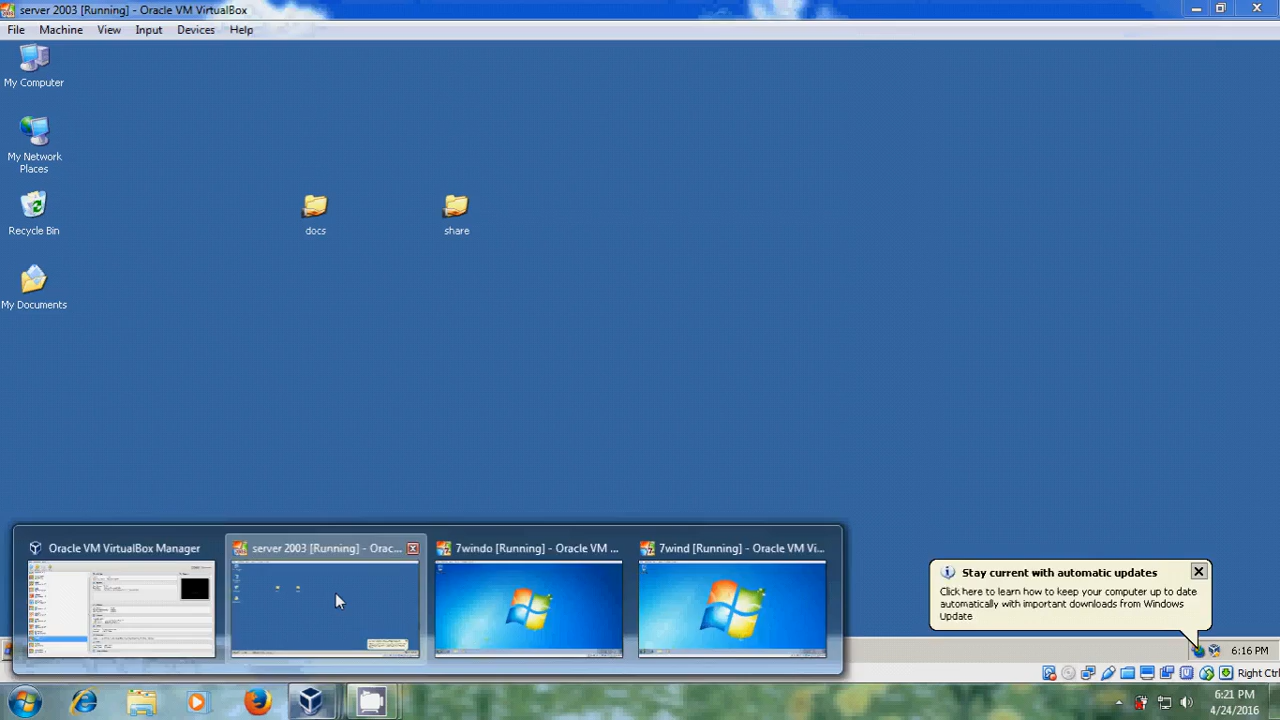 server 2003 [Running] - Oracle VM VirtualBox
File Machine View Input Devices Help
My Computer
My Network
Places
Recycle Bin
My Documents
docs
share
Oracle VM VirtualBox Manager
server 2003 [Running] - Orac...
7windo [Running] - Oracle VM ...
7wind [Running] - Oracle VM Vi...
Stay current with automatic updates
Click here to learn how to keep your computer up to date
automatically with important downloads from Windows
Update
6:16 PM
Right Ctrl
6:21 PM
4/24/2016